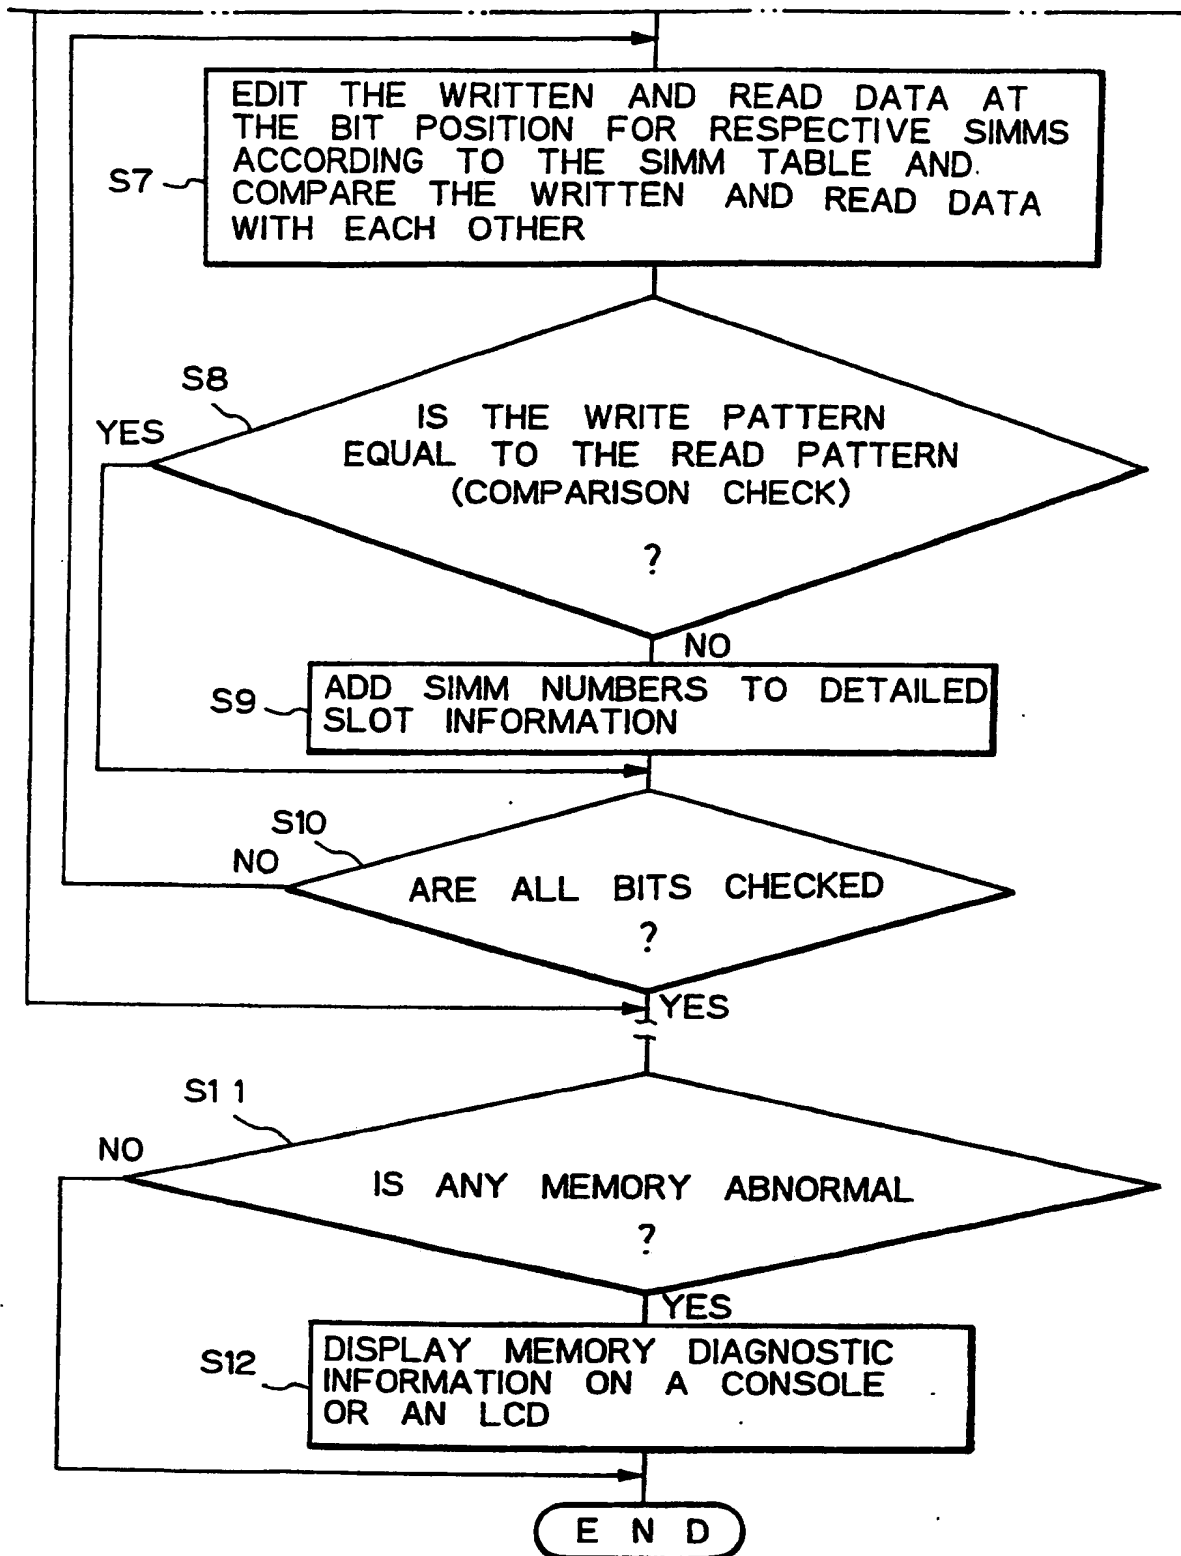 EDIT THE WRITTEN AND READ DATA AT
THE BIT POSITION FOR RESPECTIVE SIMMS
ACCORDING TO THE SIMM TABLE AND
S7
COMPARE THE WRITTEN AND READ DATA
WITH EACH OTHER
S8
YES
IS THE WRITE PATTERN
EQUAL TO THE READ PATTERN
(COMPARISON CHECK)
?
NO
S9
ADD SIMM NUMBERS TO DETAILED
SLOT INFORMATION
S10
NO
ARE ALL BITS CHECKED
?
YES
S11
NO
IS ANY MEMORY ABNORMAL
?
YES
S12
DISPLAY MEMORY DIAGNOSTIC
INFORMATION ON A CONSOLE
OR AN LCD
END